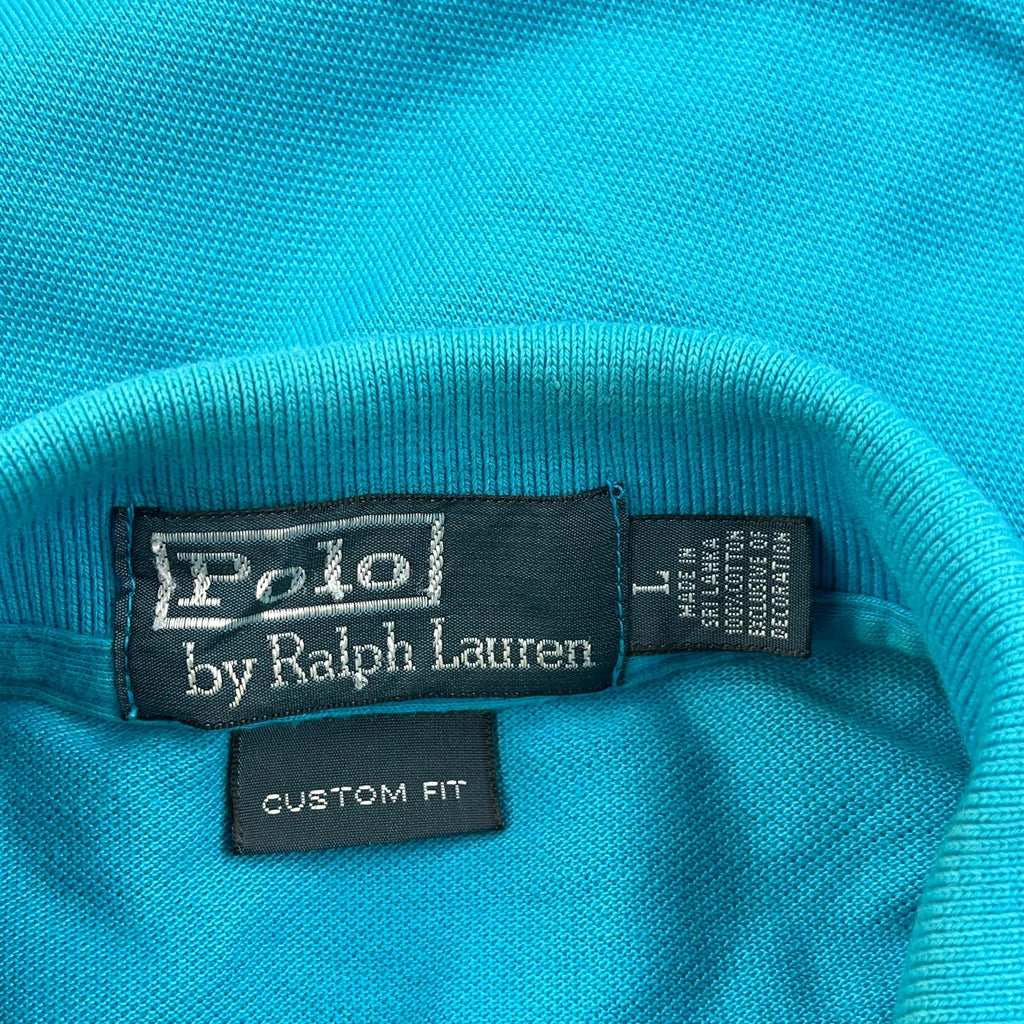 Polo
by Ralph Lauren
CUSTOM FIT
L
MADE IN
SRI LANKA
100%COTTON
EXCLUSIVE OF
DECORATION